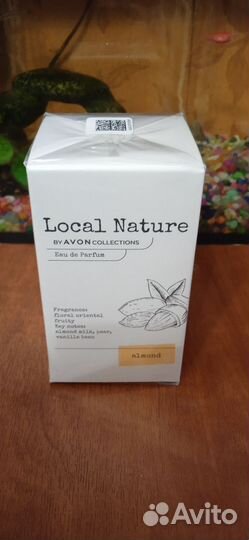 Local Nature
BY AVON COLLECTIONS
Eau de Parfum
Fragrance:
floral oriental
fruity
Key notes:
almond milk, pear,
vanilla bean
Almond
Avito